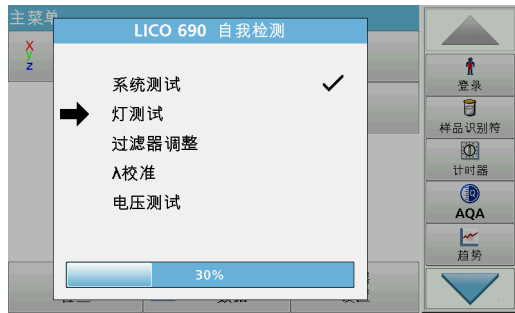 主菜单
LICO 690 自我检测
X
y
z
系统测试
灯测试
过滤器调整
λ校准
电压测试
30%
登录
样品识别符
计时器
AQA
趋势